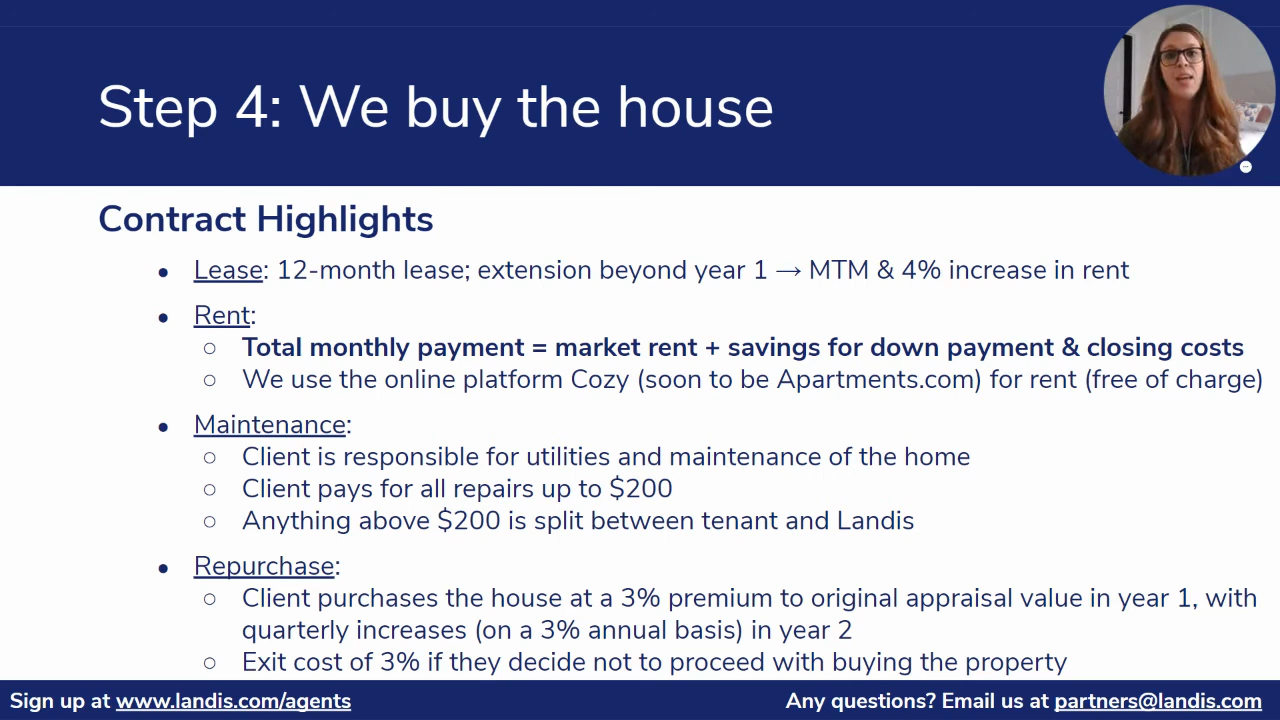 Step 4: We buy the house
Contract Highlights
● Lease: 12-month lease; extension beyond year 1 → MTM & 4% increase in rent
● Rent:
○ Total monthly payment = market rent + savings for down payment & closing costs
○ We use the online platform Cozy (soon to be Apartments.com) for rent (free of charge)
● Maintenance:
○ Client is responsible for utilities and maintenance of the home
○ Client pays for all repairs up to $200
○ Anything above $200 is split between tenant and Landis
● Repurchase:
○ Client purchases the house at a 3% premium to original appraisal value in year 1, with
quarterly increases (on a 3% annual basis) in year 2
○ Exit cost of 3% if they decide not to proceed with buying the property
Sign up at www.landis.com/agents
Any questions? Email us at partners@landis.com